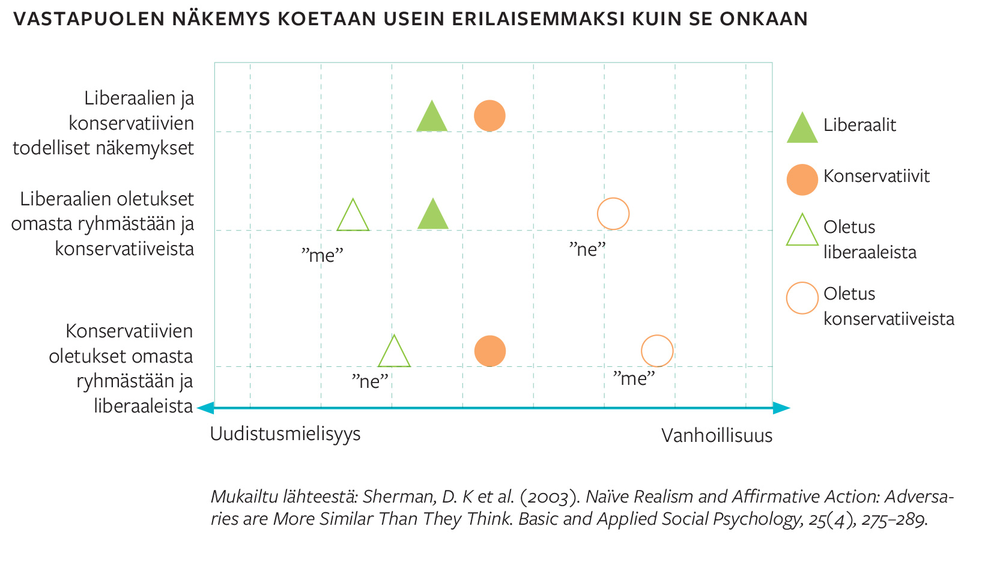 VASTAPUOLEN NÄKEMYS KOETAAN USEIN ERILAISEMMAKSI KUIN SE ONKAAN
Liberaalien ja
konservatiivien
todelliset näkemykset
Liberaalien oletukset
omasta ryhmästään ja
konservatiiveista
”me”
”ne”
Konservatiivien
oletukset omasta
ryhmästään ja
liberaaleista
”ne”
”me”
Uudistusmielisyys
Vanhoillisuus
Liberaalit
Konservatiivit
Oletus
liberaaleista
Oletus
konservatiiveista
Mukailtu lähteestä: Sherman, D. K et al. (2003). Naïve Realism and Affirmative Action: Adversa-
ries are More Similar Than They Think. Basic and Applied Social Psychology, 25(4), 275–289.